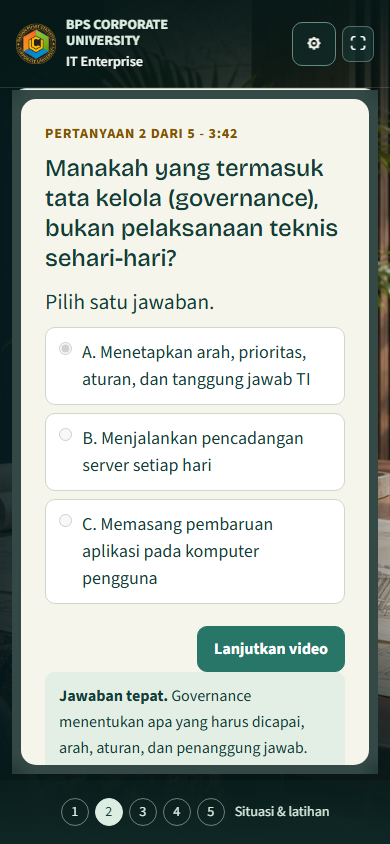 BPS CORPORATE
UNIVERSITY
IT Enterprise
PERTANYAAN 2 DARI 5 - 3:42
Manakah yang termasuk
tata kelola (governance),
bukan pelaksanaan teknis
sehari-hari?
Pilih satu jawaban.
A. Menetapkan arah, prioritas,
aturan, dan tanggung jawab TI
B. Menjalankan pencadangan
server setiap hari
C. Memasang pembaruan
aplikasi pada komputer
pengguna
Lanjutkan video
Jawaban tepat. Governance
menentukan apa yang harus dicapai,
arah, aturan, dan penanggung jawab.
1 2 3 4 5 Situasi & latihan